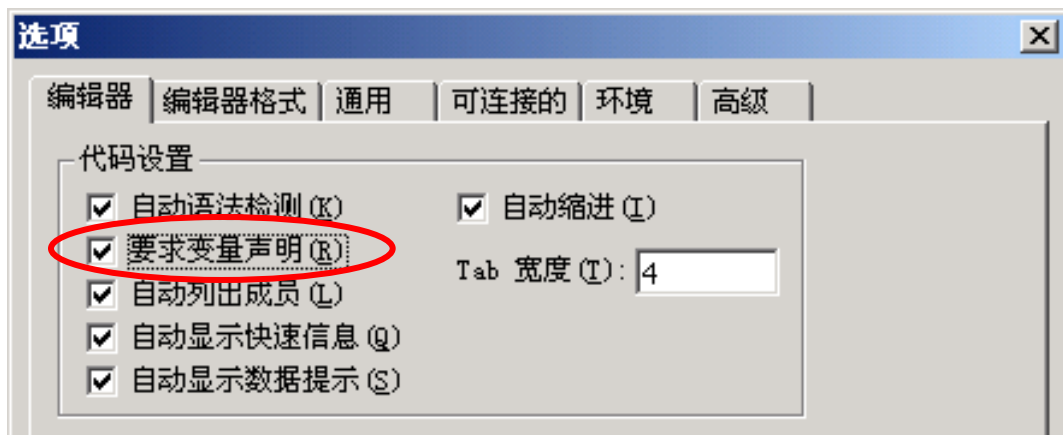 选项
编辑器 编辑器格式 通用 可连接的 环境 高级
代码设置
自动语法检测(K) 自动缩进(I)
要求变量声明(R)
Tab 宽度(T): 4
自动列出成员(L)
自动显示快速信息(Q)
自动显示数据提示(S)